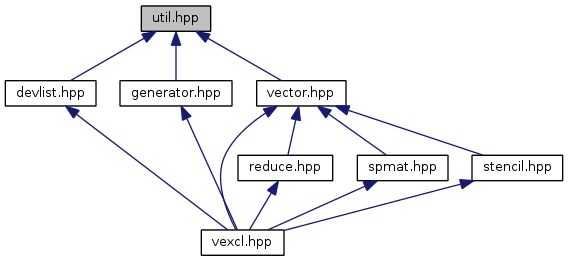 util.hpp
devlist.hpp
generator.hpp
vector.hpp
reduce.hpp
spmat.hpp
stencil.hpp
vexcl.hpp